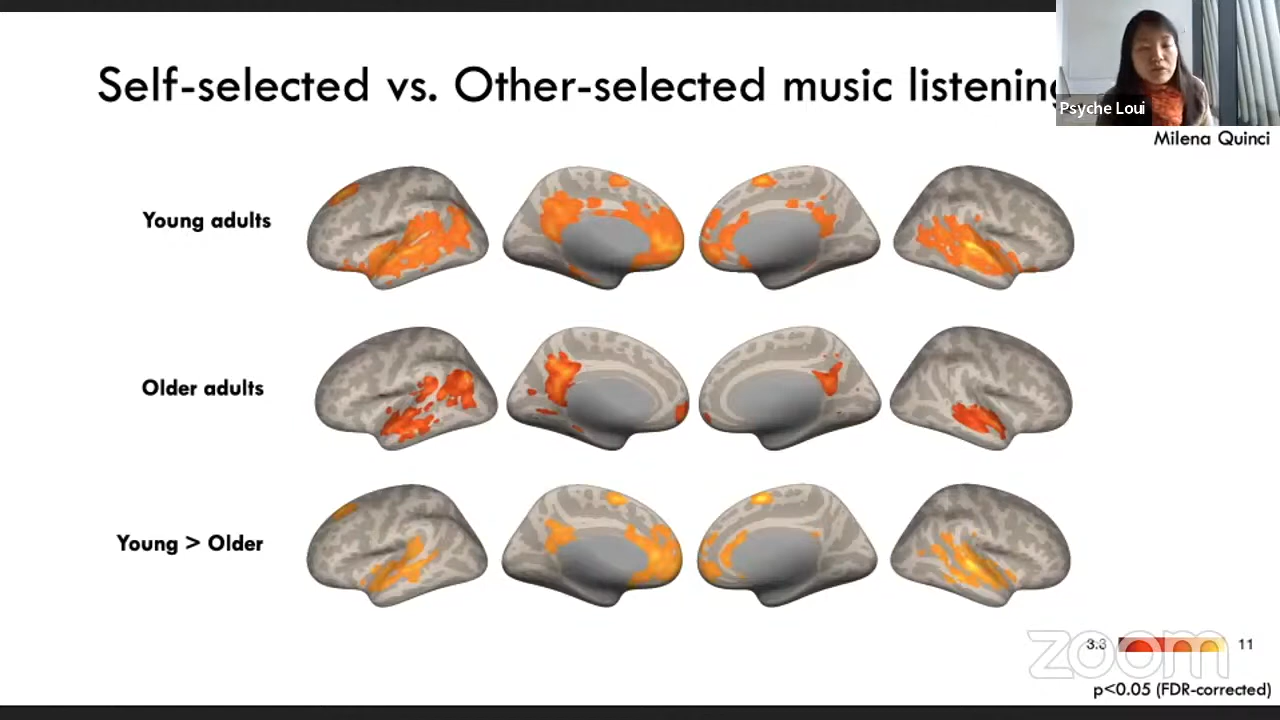 Self-selected vs. Other-selected music listening
Psyche Loui
Milena Quinci
Young adults
Older adults
Young > Older
zoom
3.3
11
p<0.05 (FDR-corrected)